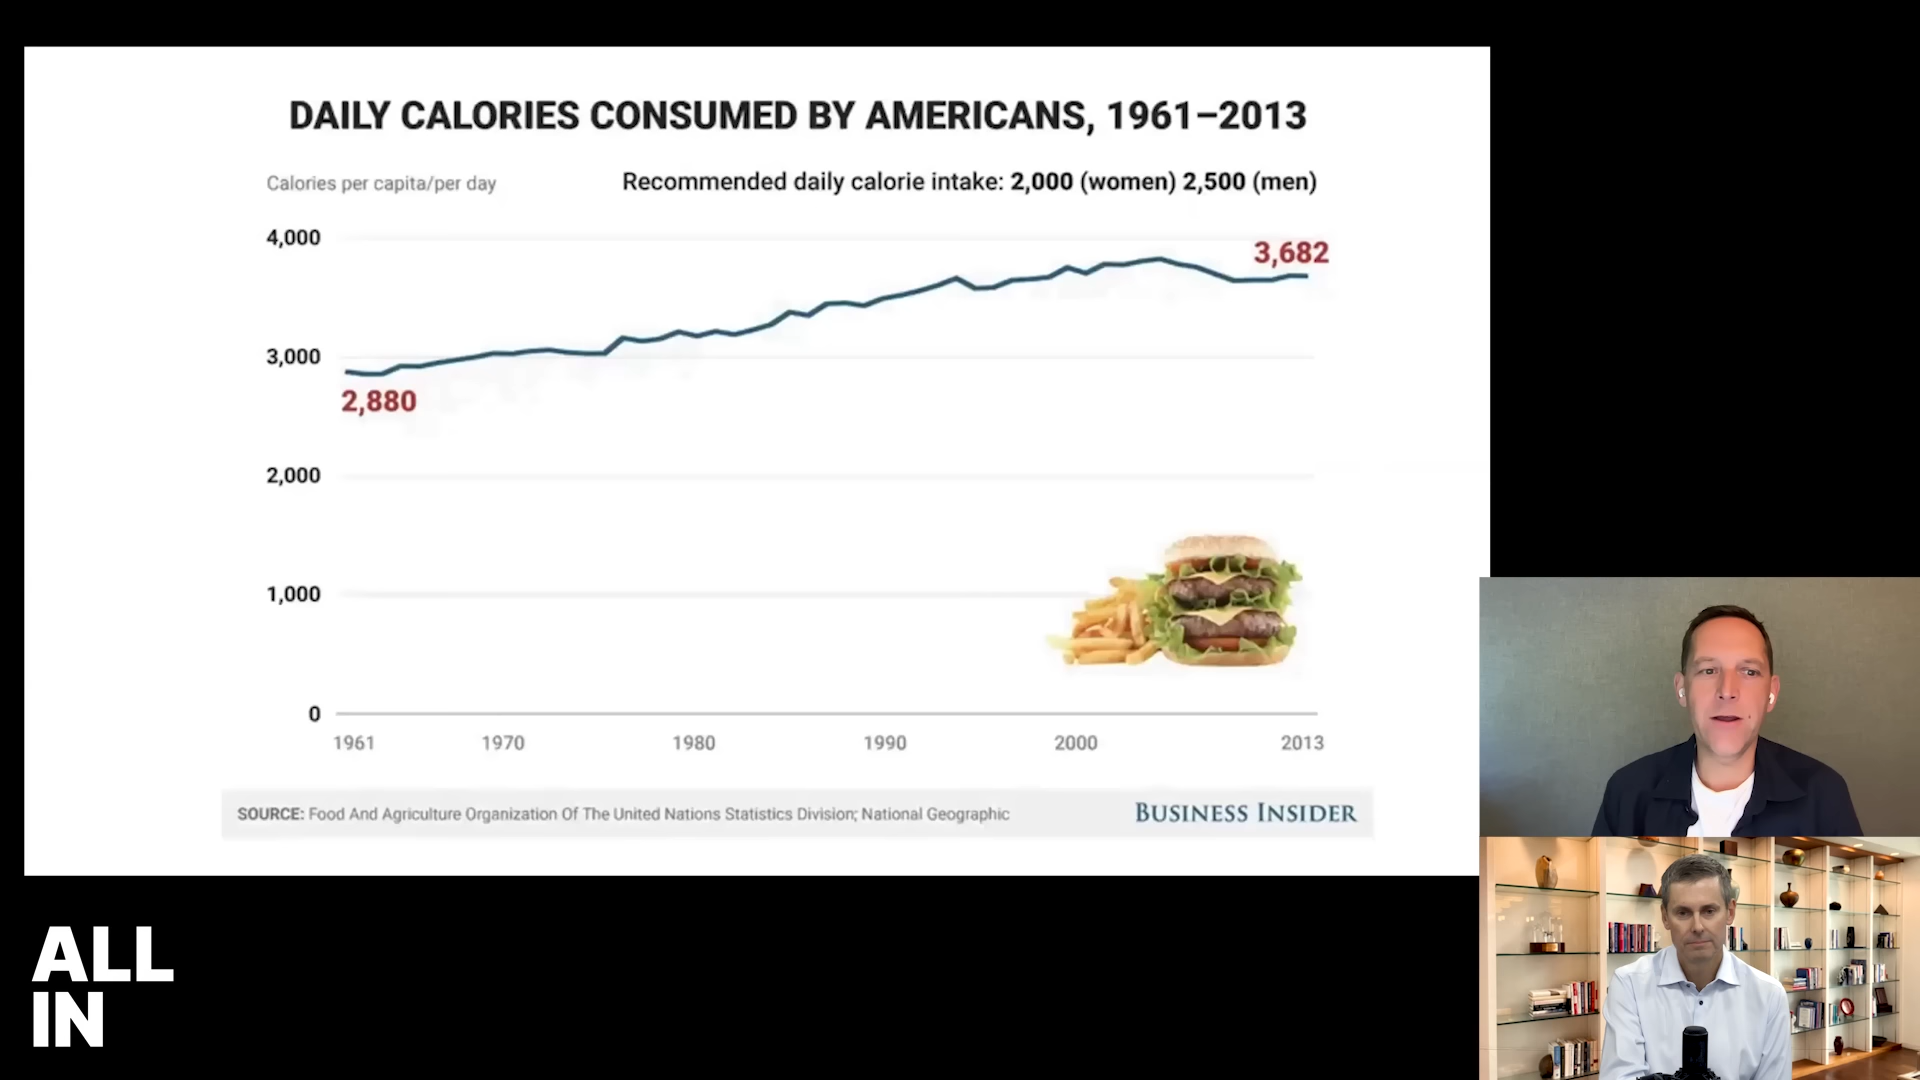 DAILY CALORIES CONSUMED BY AMERICANS, 1961–2013
Calories per capita/per day
Recommended daily calorie intake: 2,000 (women) 2,500 (men)
4,000
3,682
3,000
2,880
2,000
1,000
0
1961 1970 1980 1990 2000 2013
SOURCE: Food And Agriculture Organization Of The United Nations Statistics Division; National Geographic
BUSINESS INSIDER
ALL
IN